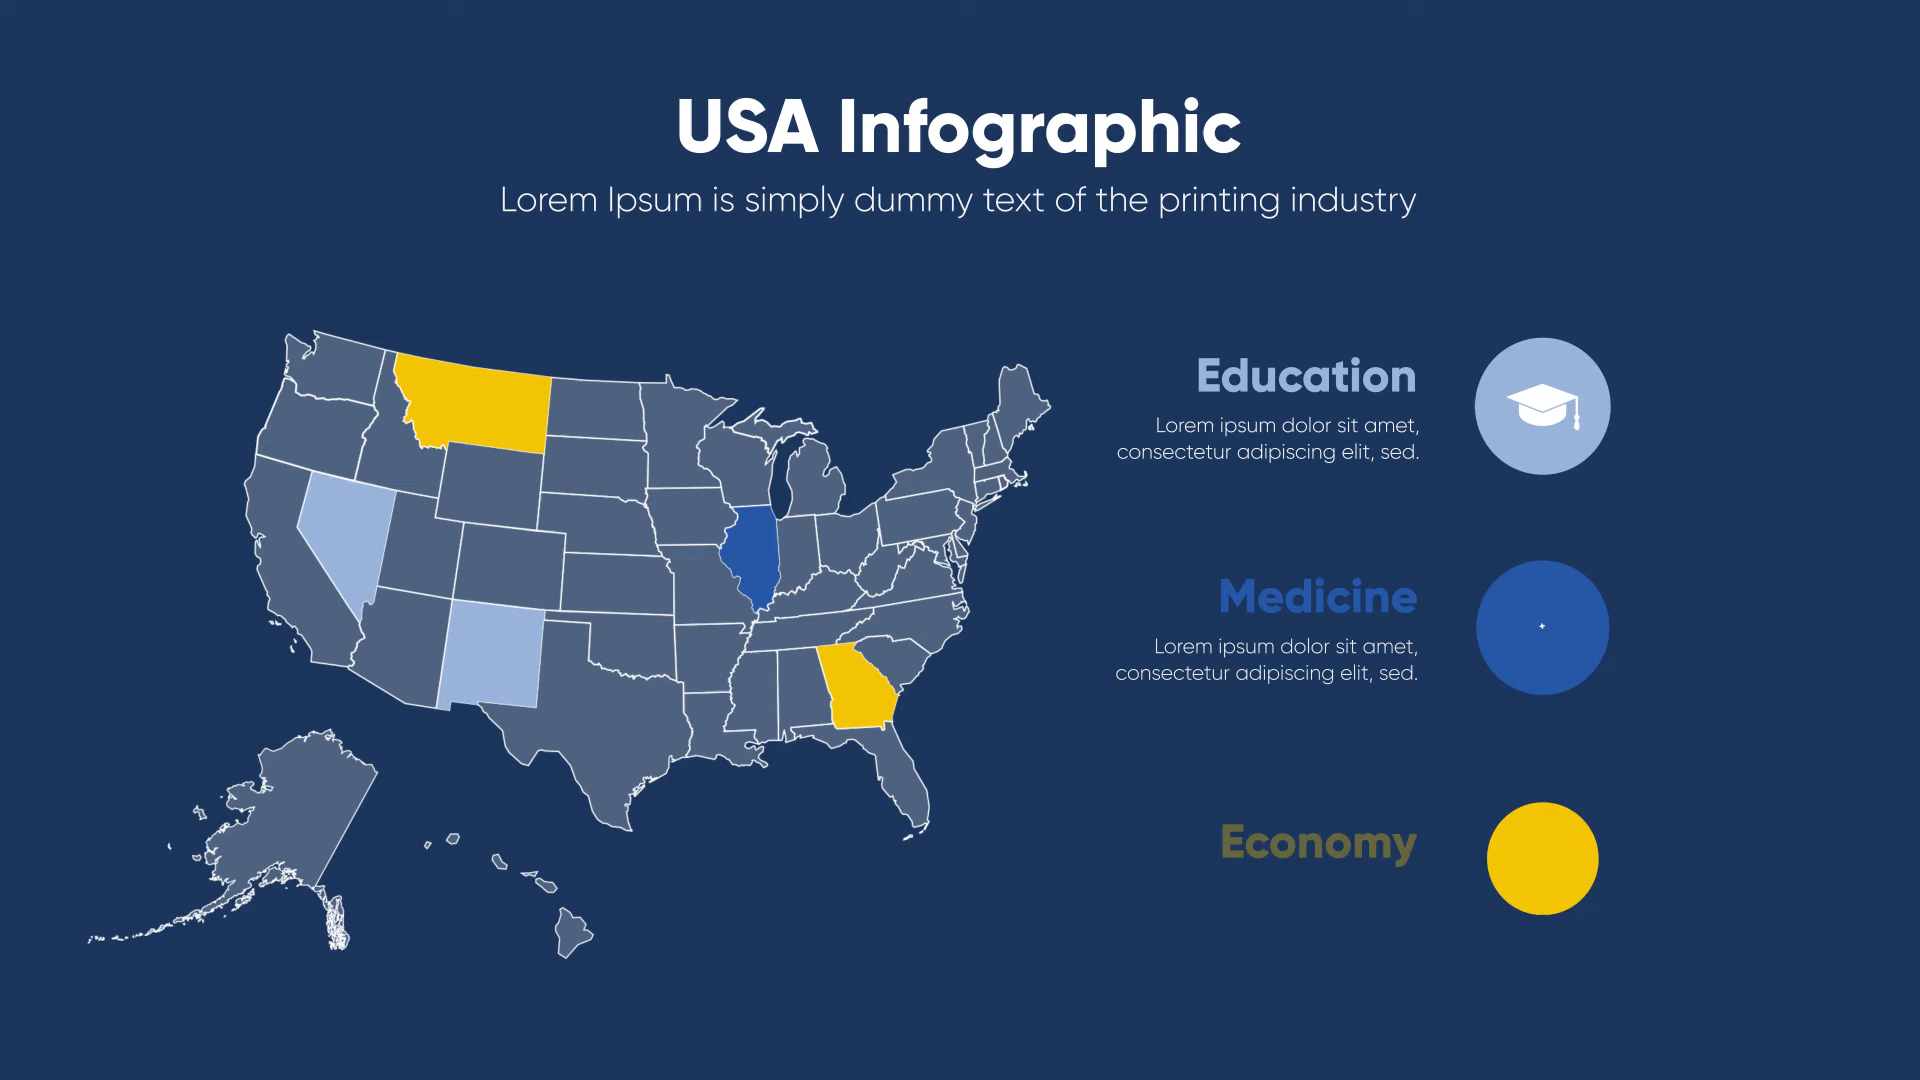 USA Infographic
Lorem Ipsum is simply dummy text of the printing industry
Education
Lorem ipsum dolor sit amet,
consectetur adipiscing elit, sed.
Medicine
Lorem ipsum dolor sit amet,
consectetur adipiscing elit, sed.
Economy